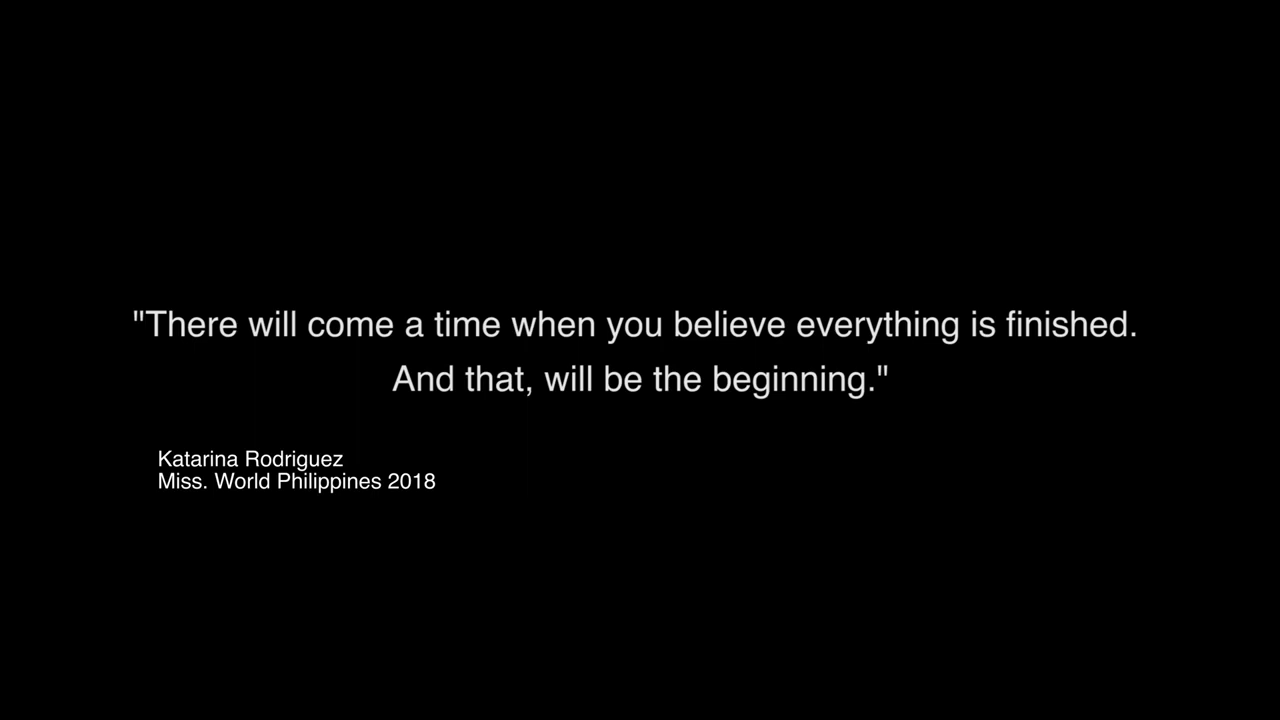 "There will come a time when you believe everything is finished.
And that, will be the beginning."
Katarina Rodriguez
Miss. World Philippines 2018